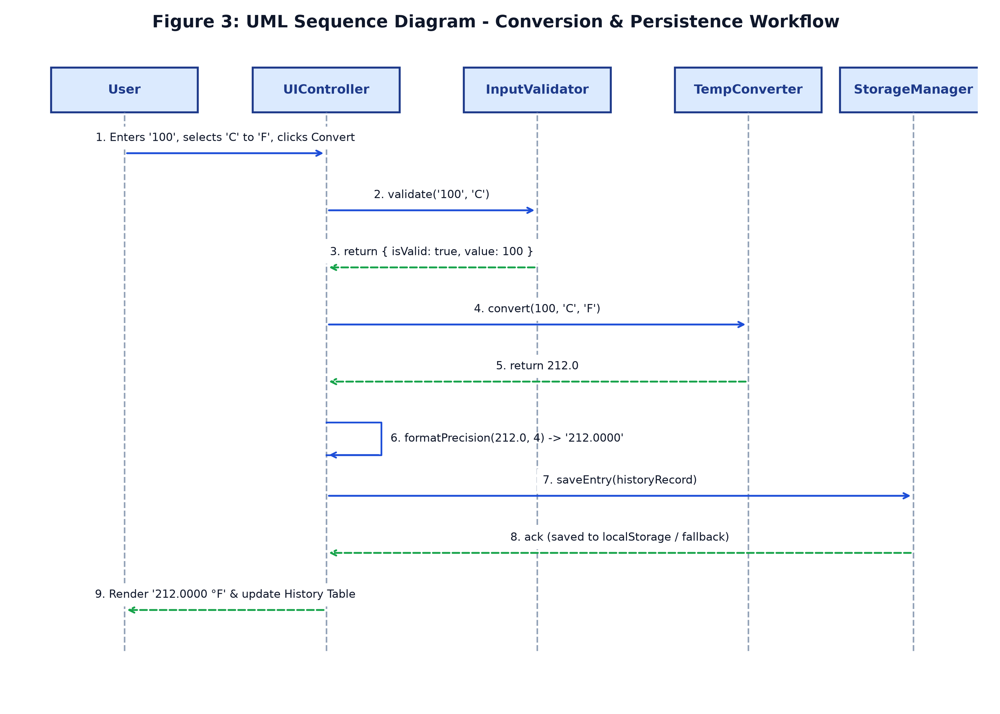 Figure 3: UML Sequence Diagram - Conversion & Persistence Workflow
User
UIController
InputValidator
TempConverter
StorageManager
1. Enters '100', selects 'C' to 'F', clicks Convert
2. validate('100', 'C')
3. return { isValid: true, value: 100 }
4. convert(100, 'C', 'F')
5. return 212.0
6. formatPrecision(212.0, 4) -> '212.0000'
7. saveEntry(historyRecord)
8. ack (saved to localStorage / fallback)
9. Render '212.0000 °F' & update History Table